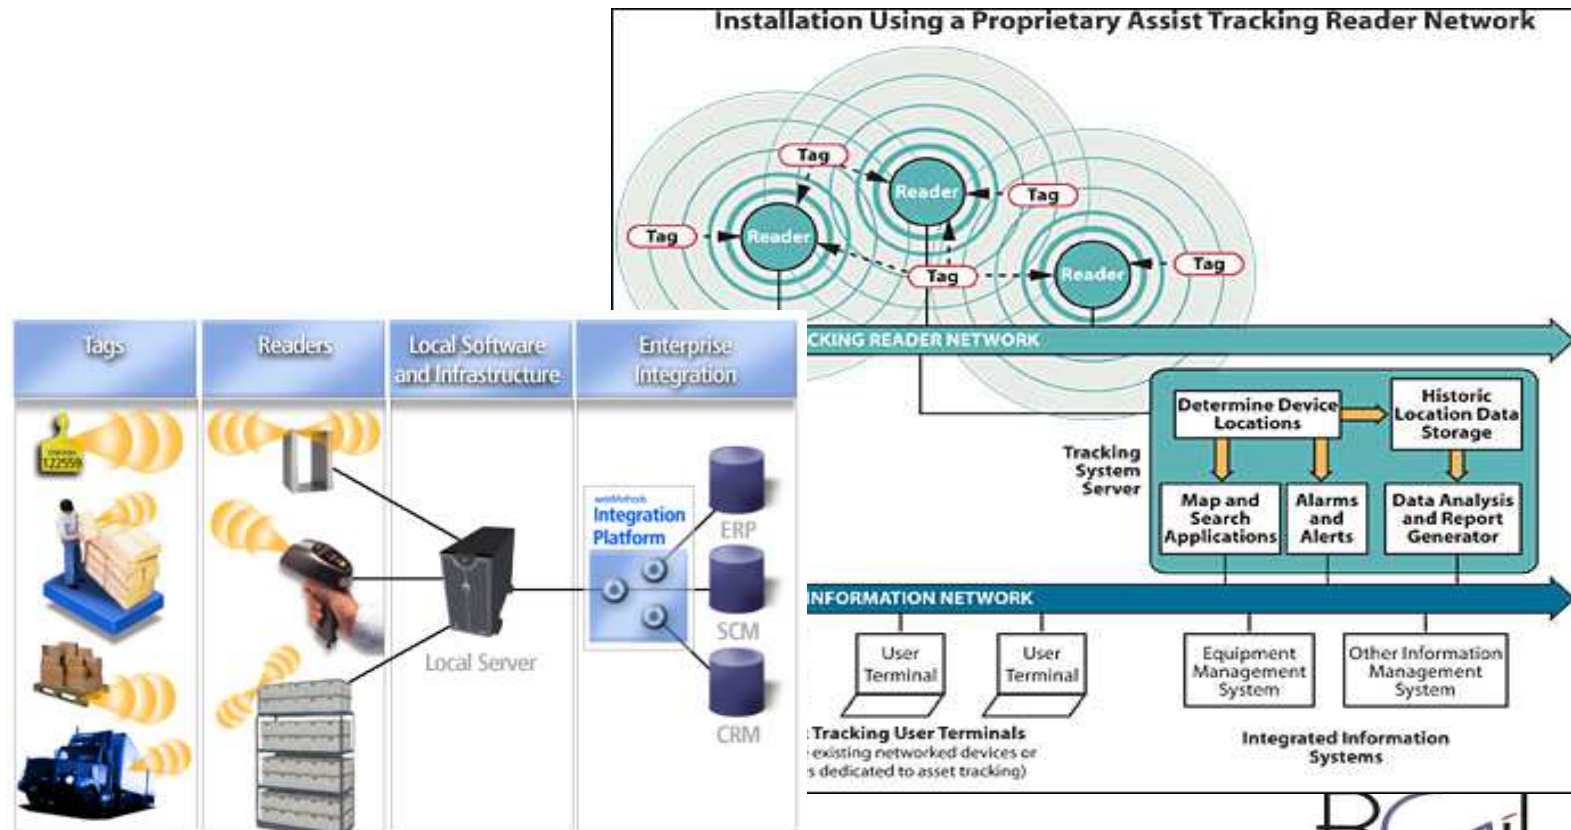 Installation Using a Proprietary Assist Tracking Reader Network
Tag
Reader
Tag
Tag
Reader
Tag
Reader
Tag
CKING READER NETWORK
Determine Device
Locations
Historic
Location Data
Storage
Tracking
System
Server
Map and
Search
Applications
Alarms
and
Alerts
Data Analysis
and Report
Generator
INFORMATION NETWORK
User
Terminal
User
Terminal
Equipment
Management
System
Other Information
Management
System
Tracking User Terminals
existing networked devices or
s dedicated to asset tracking)
Integrated Information
Systems
Tags
Readers
Local Software
and Infrastructure
Enterprise
Integration
122559
webMethods
Integration
Platform
ERP
SCM
CRM
Local Server